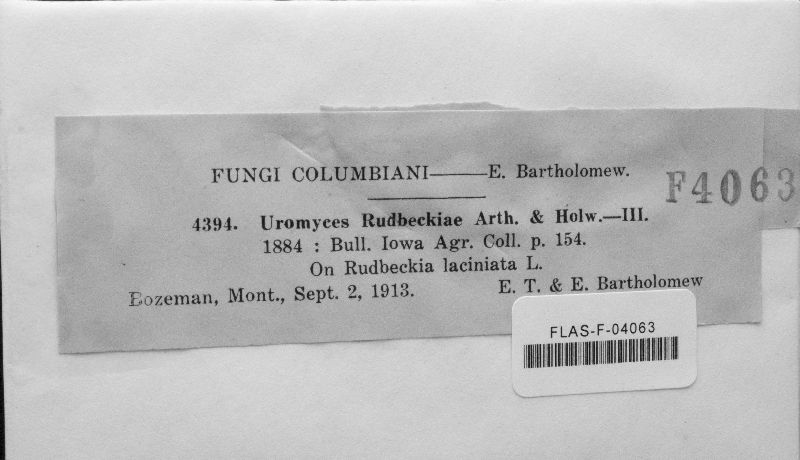 FUNGI COLUMBIANI——E. Bartholomew.
F4063
4394. Uromyces Rudbeckiae Arth. & Holw.—III.
1884 : Bull. Iowa Agr. Coll. p. 154.
On Rudbeckia laciniata L.
Bozeman, Mont., Sept. 2, 1913. E. T. & E. Bartholomew
FLAS-F-04063